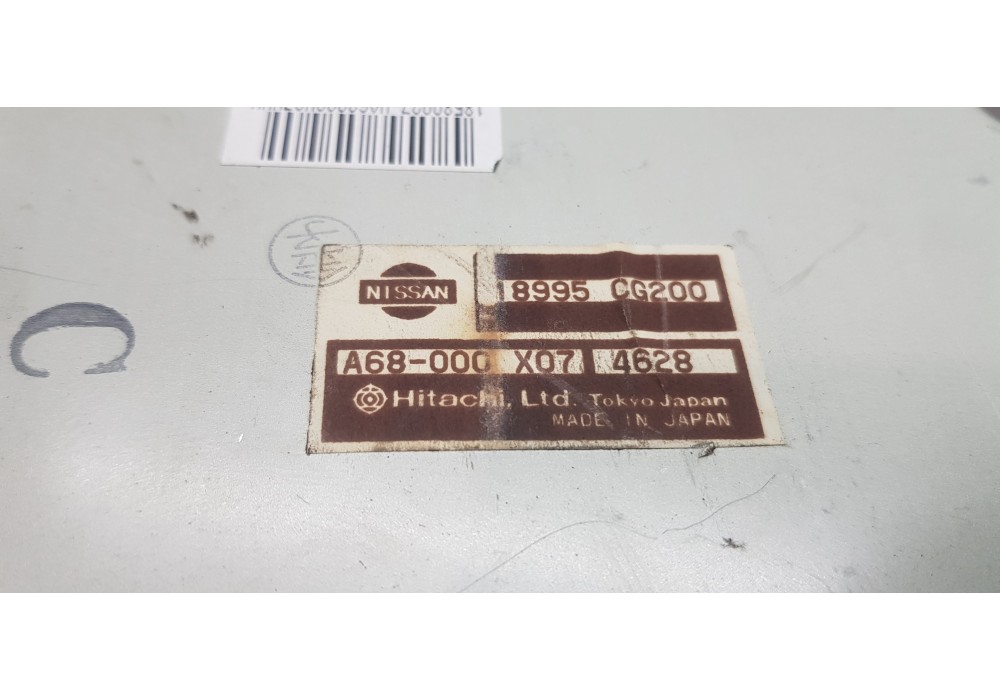 NISSAN
8995 CG200
A68-000 X07 4628
Hitachi, Ltd. Tokyo Japan
MADE IN JAPAN
C